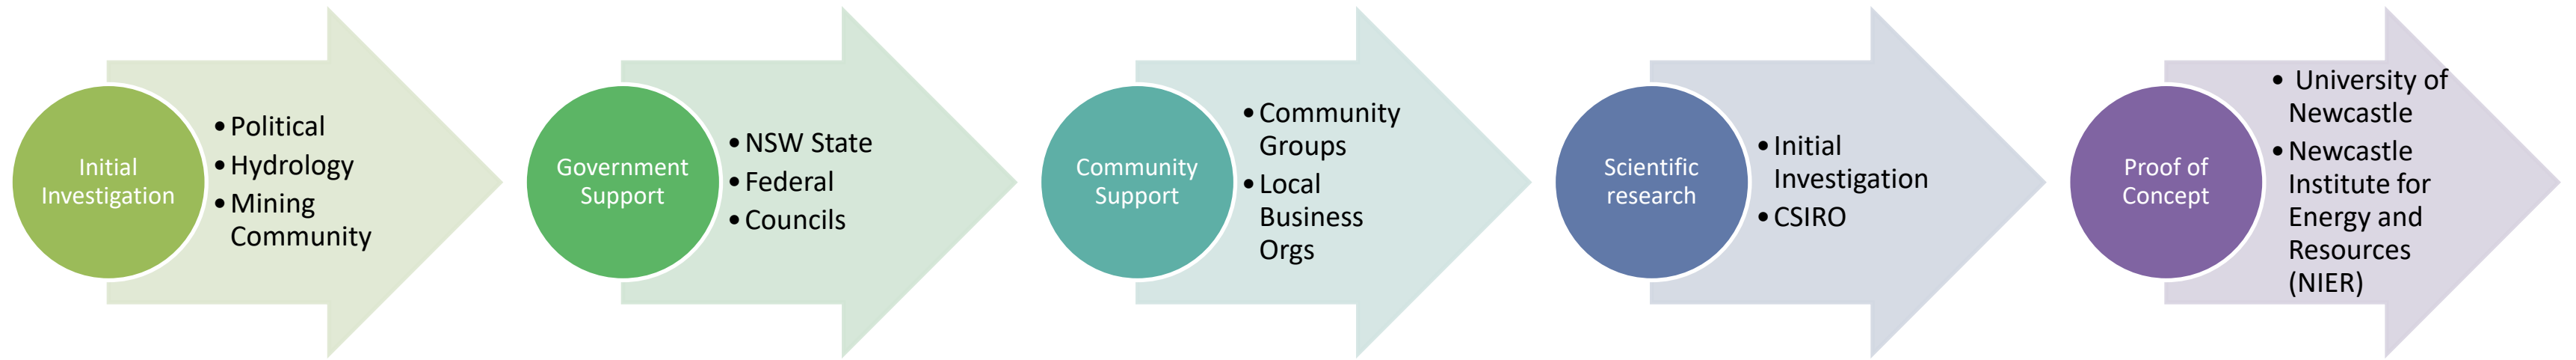 Initial
Investigation
• Political
• Hydrology
• Mining
Community
Government
Support
• NSW State
• Federal
• Councils
Community
Support
• Community
Groups
• Local
Business
Orgs
Scientific
research
• Initial
Investigation
• CSIRO
Proof of
Concept
• University of
Newcastle
• Newcastle
Institute for
Energy and
Resources
(NIER)